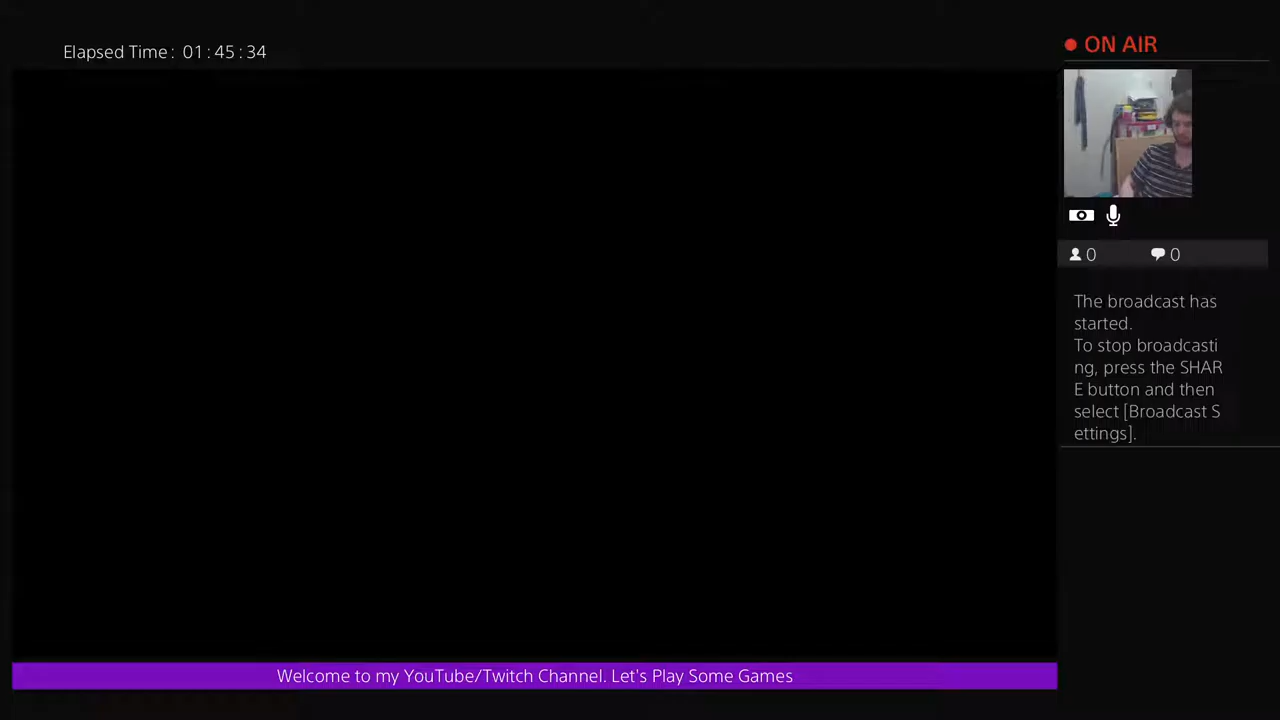 Elapsed Time: 01:45:34
ON AIR
0 0
The broadcast has
started.
To stop broadcasti
ng, press the SHAR
E button and then
select [Broadcast S
ettings].
Welcome to my YouTube/Twitch Channel. Let's Play Some Games